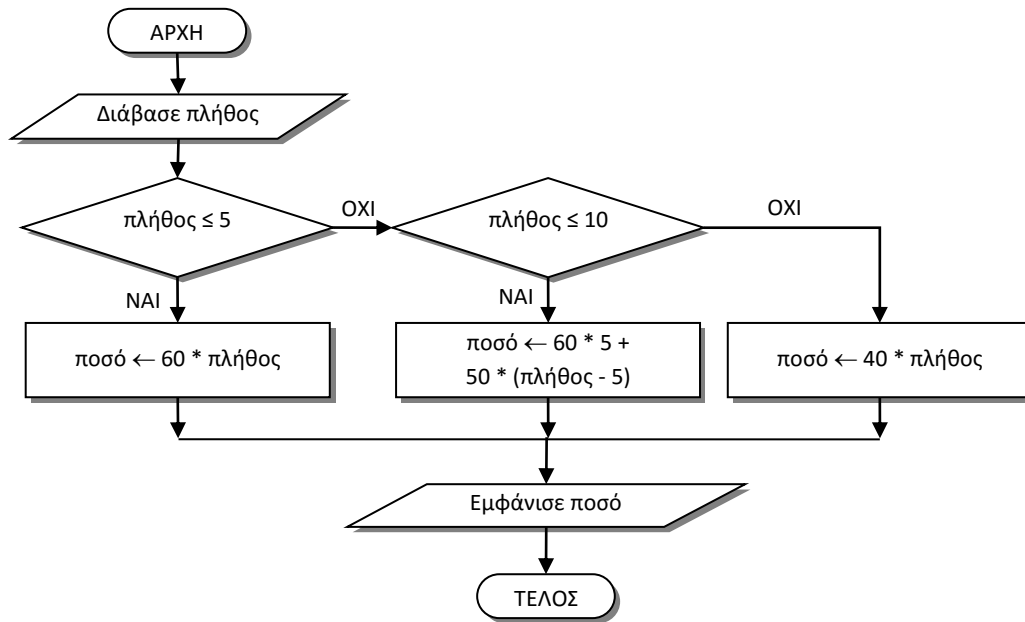 ΑΡΧΗ
Διάβασε πλήθος
πλήθος ≤ 5
ΟΧΙ
πλήθος ≤ 10
ΟΧΙ
ΝΑΙ
ΝΑΙ
ποσό ← 60 * πλήθος
ποσό ← 60 * 5 +
50 * (πλήθος - 5)
ποσό ← 40 * πλήθος
Εμφάνισε ποσό
ΤΕΛΟΣ